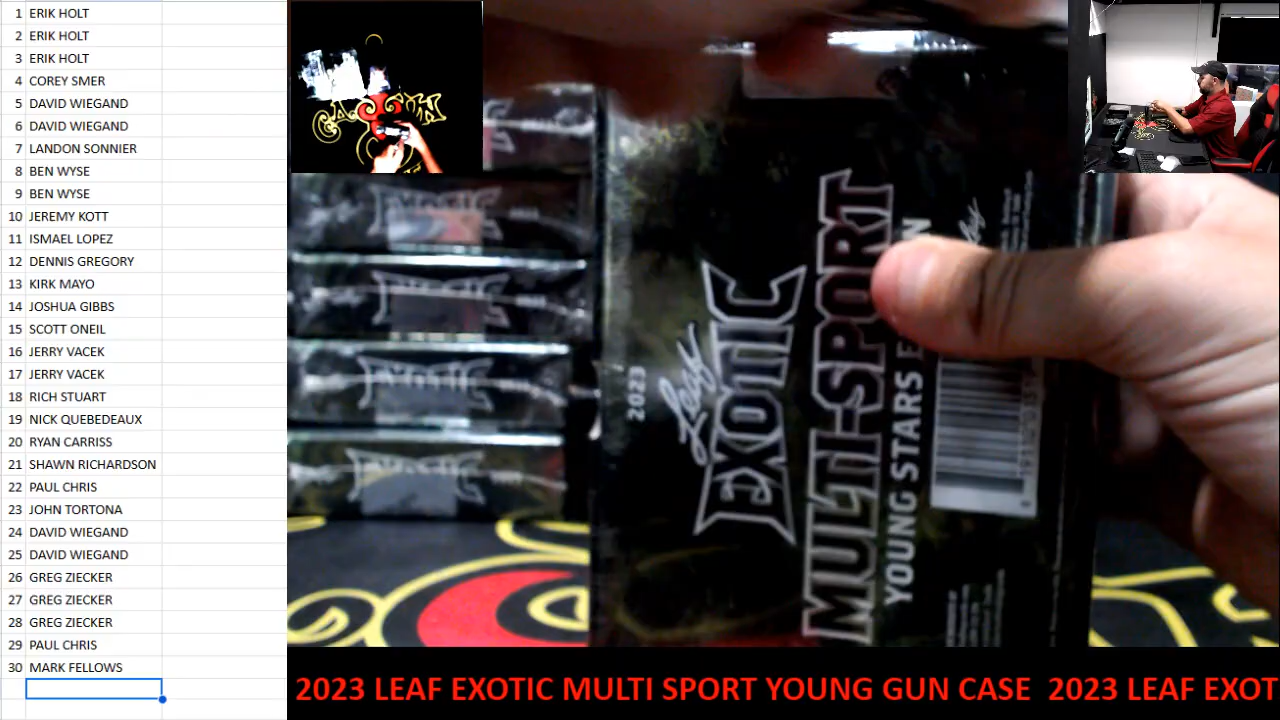 1 ERIK HOLT
2 ERIK HOLT
3 ERIK HOLT
4 COREY SMER
5 DAVID WIEGAND
6 DAVID WIEGAND
7 LANDON SONNIER
8 BEN WYSE
9 BEN WYSE
10 JEREMY KOTT
11 ISMAEL LOPEZ
12 DENNIS GREGORY
13 KIRK MAYO
14 JOSHUA GIBBS
15 SCOTT ONEIL
16 JERRY VACEK
17 JERRY VACEK
18 RICH STUART
19 NICK QUEBEDEAUX
20 RYAN CARRISS
21 SHAWN RICHARDSON
22 PAUL CHRIS
23 JOHN TORTONA
24 DAVID WIEGAND
25 DAVID WIEGAND
26 GREG ZIECKER
27 GREG ZIECKER
28 GREG ZIECKER
29 PAUL CHRIS
30 MARK FELLOWS
2023 Leaf
EXOTIC
MULTI-SPORT
YOUNG STARS
EXOTIC
EXOTIC
EXOTIC
EXOTIC
2023 LEAF EXOTIC MULTI SPORT YOUNG GUN CASE 2023 LEAF EXOT